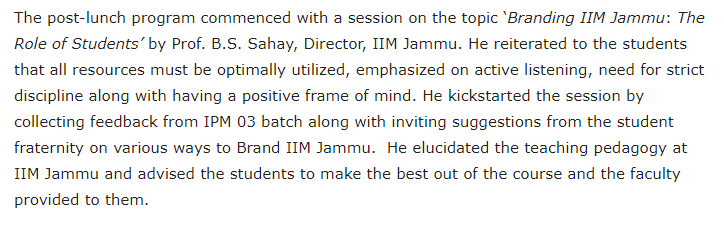 The post-lunch program commenced with a session on the topic ‘Branding IIM Jammu: The
Role of Students’ by Prof. B.S. Sahay, Director, IIM Jammu. He reiterated to the students
that all resources must be optimally utilized, emphasized on active listening, need for strict
discipline along with having a positive frame of mind. He kickstarted the session by
collecting feedback from IPM 03 batch along with inviting suggestions from the student
fraternity on various ways to Brand IIM Jammu.  He elucidated the teaching pedagogy at
IIM Jammu and advised the students to make the best out of the course and the faculty
provided to them.